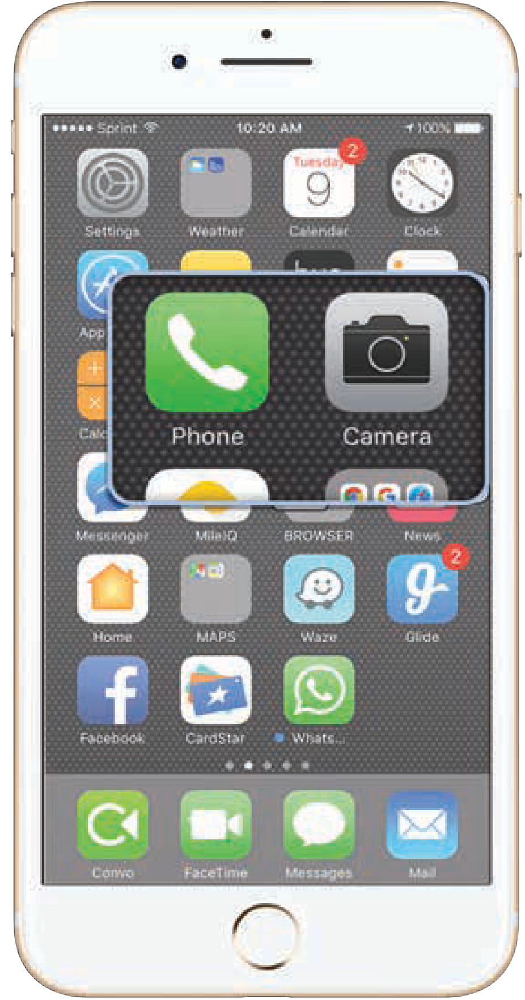 Sprint 10:20 AM 100%
Tuesday 2
9
Settings Weather Calendar Clock
App
Phone Camera
Calc
Messenger MileIQ BROWSER News
2
Home MAPS Waze Glide
Facebook CardStar Whats...
Convo FaceTime Messages Mail